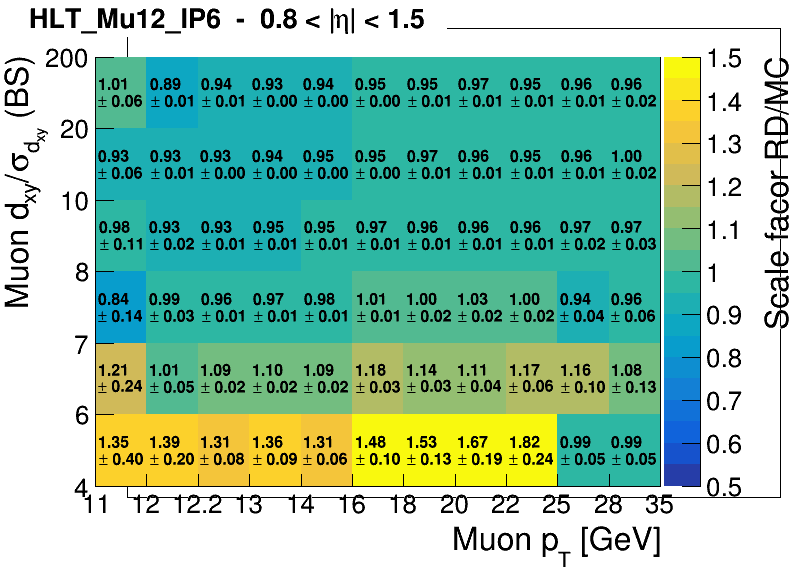 HLT_Mu12_IP6 - 0.8 < |η| < 1.5
Muon d_xy/σ_d_xy (BS)
200
20
10
8
7
6
4
1.01 0.89 0.94 0.93 0.94 0.95 0.95 0.97 0.95 0.96 0.96
± 0.06 ± 0.01 ± 0.01 ± 0.00 ± 0.00 ± 0.00 ± 0.01 ± 0.01 ± 0.01 ± 0.01 ± 0.02
0.93 0.93 0.93 0.94 0.95 0.95 0.97 0.96 0.95 0.96 1.00
± 0.06 ± 0.01 ± 0.00 ± 0.00 ± 0.00 ± 0.00 ± 0.01 ± 0.01 ± 0.01 ± 0.01 ± 0.02
0.98 0.93 0.93 0.95 0.95 0.97 0.96 0.96 0.96 0.97 0.97
± 0.11 ± 0.02 ± 0.01 ± 0.01 ± 0.01 ± 0.01 ± 0.01 ± 0.01 ± 0.01 ± 0.02 ± 0.03
0.84 0.99 0.96 0.97 0.98 1.01 1.00 1.03 1.00 0.94 0.96
± 0.14 ± 0.03 ± 0.01 ± 0.01 ± 0.01 ± 0.01 ± 0.02 ± 0.02 ± 0.02 ± 0.04 ± 0.06
1.21 1.01 1.09 1.10 1.09 1.18 1.14 1.11 1.17 1.16 1.08
± 0.24 ± 0.05 ± 0.02 ± 0.02 ± 0.02 ± 0.03 ± 0.03 ± 0.04 ± 0.06 ± 0.10 ± 0.13
1.35 1.39 1.31 1.36 1.31 1.48 1.53 1.67 1.82 0.99 0.99
± 0.40 ± 0.20 ± 0.08 ± 0.09 ± 0.06 ± 0.10 ± 0.13 ± 0.19 ± 0.24 ± 0.05 ± 0.05
11 12 12.2 13 14 16 18 20 22 25 28 35
Muon p_T [GeV]
1.5
1.4
1.3
1.2
1.1
1
0.9
0.8
0.7
0.6
0.5
Scale facor RD/MC